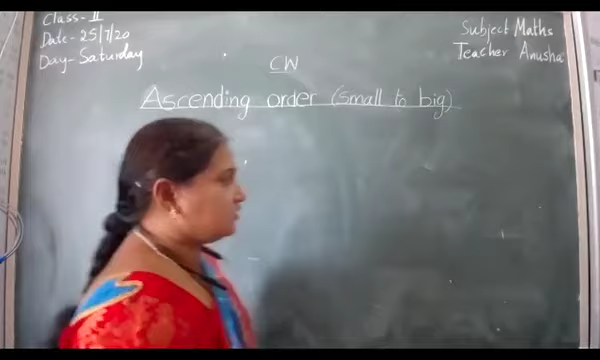 Class- II
Date- 25/7/20
Day- Saturday
Subject Maths
Teacher Anusha
CW
Ascending order (small to big)